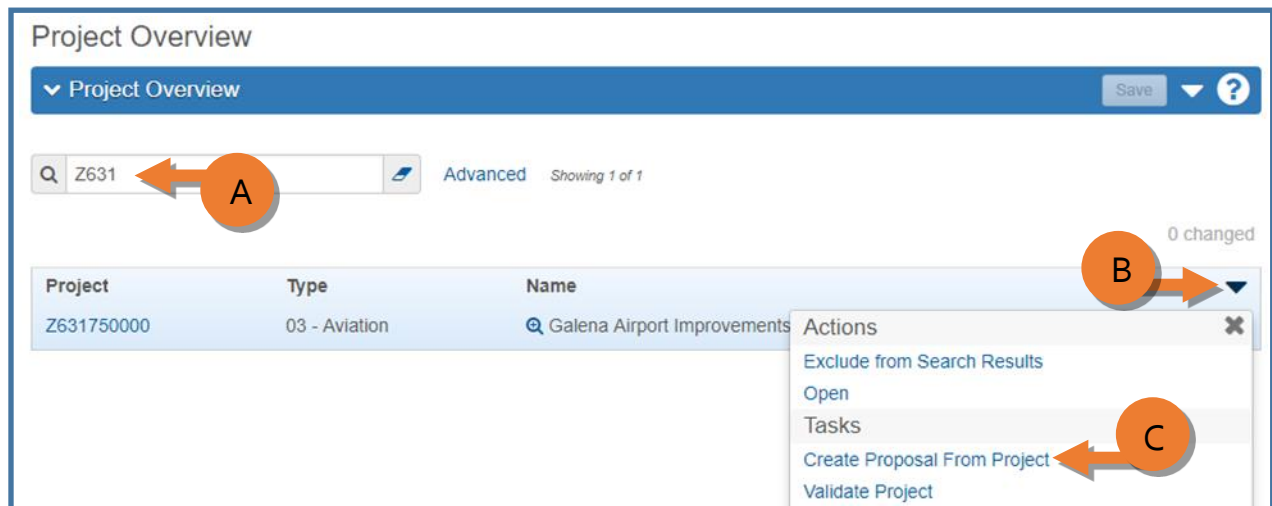 Project Overview
Project Overview Save ?
Z631 Advanced Showing 1 of 1
A
0 changed
B
Project Type Name
Z631750000 03 - Aviation Galena Airport Improvements
Actions
Exclude from Search Results
Open
Tasks
C
Create Proposal From Project
Validate Project